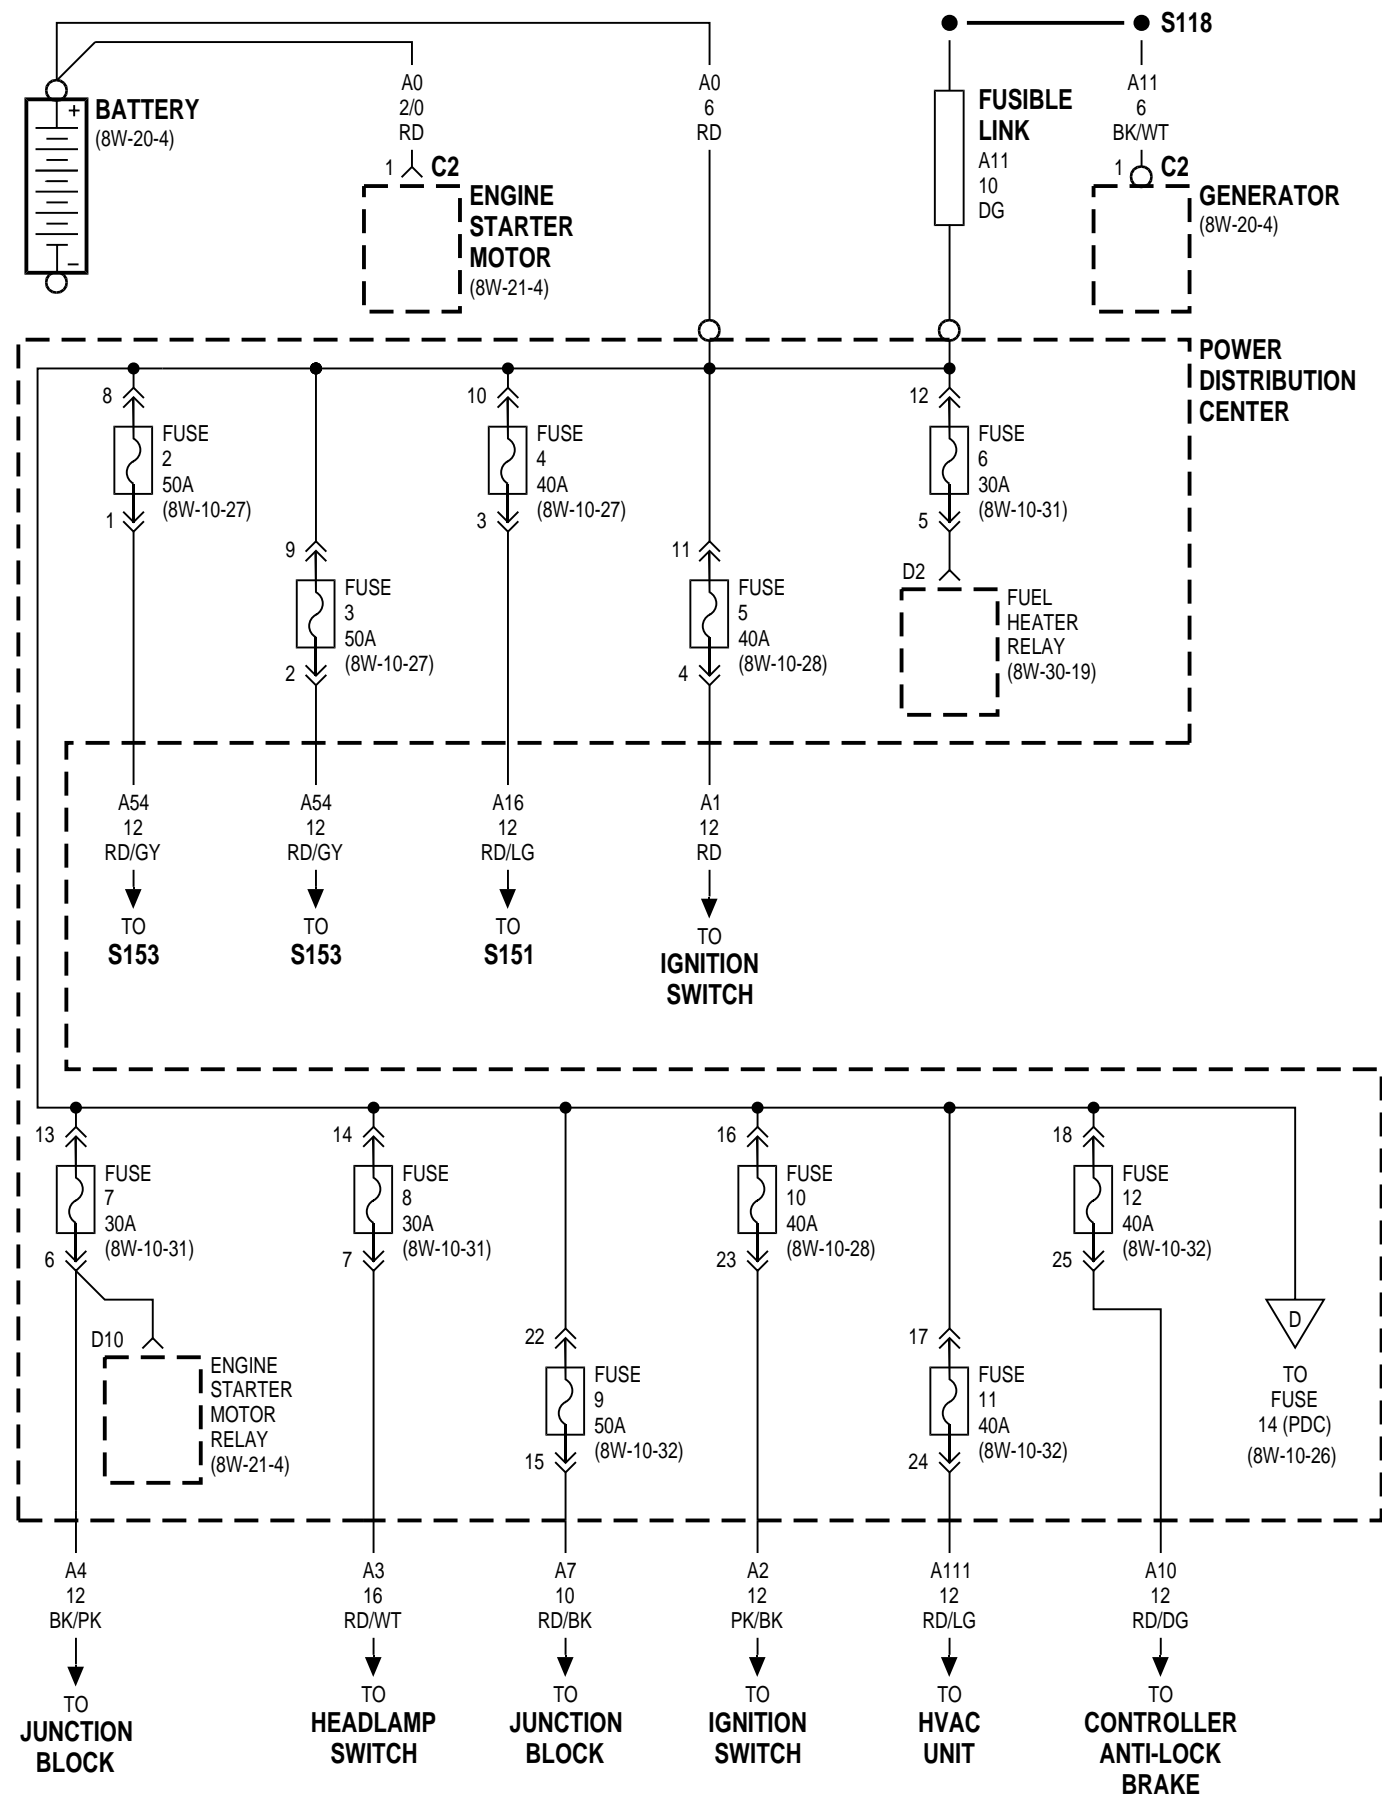 S118
A0
2/0
RD
A0
6
RD
A11
6
BK/WT
BATTERY
(8W-20-4)
+
−
FUSIBLE
LINK
A11
10
DG
1
C2
ENGINE
STARTER
MOTOR
(8W-21-4)
1
C2
GENERATOR
(8W-20-4)
POWER
DISTRIBUTION
CENTER
8
FUSE
2
50A
(8W-10-27)
1
9
FUSE
3
50A
(8W-10-27)
2
10
FUSE
4
40A
(8W-10-27)
3
11
FUSE
5
40A
(8W-10-28)
4
12
FUSE
6
30A
(8W-10-31)
5
D2
FUEL
HEATER
RELAY
(8W-30-19)
A54
12
RD/GY
TO
S153
A54
12
RD/GY
TO
S153
A16
12
RD/LG
TO
S151
A1
12
RD
TO
IGNITION
SWITCH
13
FUSE
7
30A
(8W-10-31)
6
D10
ENGINE
STARTER
MOTOR
RELAY
(8W-21-4)
14
FUSE
8
30A
(8W-10-31)
7
22
FUSE
9
50A
(8W-10-32)
15
16
FUSE
10
40A
(8W-10-28)
23
17
FUSE
11
40A
(8W-10-32)
24
18
FUSE
12
40A
(8W-10-32)
25
D
TO
FUSE
14 (PDC)
(8W-10-26)
A4
12
BK/PK
TO
JUNCTION
BLOCK
A3
16
RD/WT
TO
HEADLAMP
SWITCH
A7
10
RD/BK
TO
JUNCTION
BLOCK
A2
12
PK/BK
TO
IGNITION
SWITCH
A111
12
RD/LG
TO
HVAC
UNIT
A10
12
RD/DG
TO
CONTROLLER
ANTI-LOCK
BRAKE